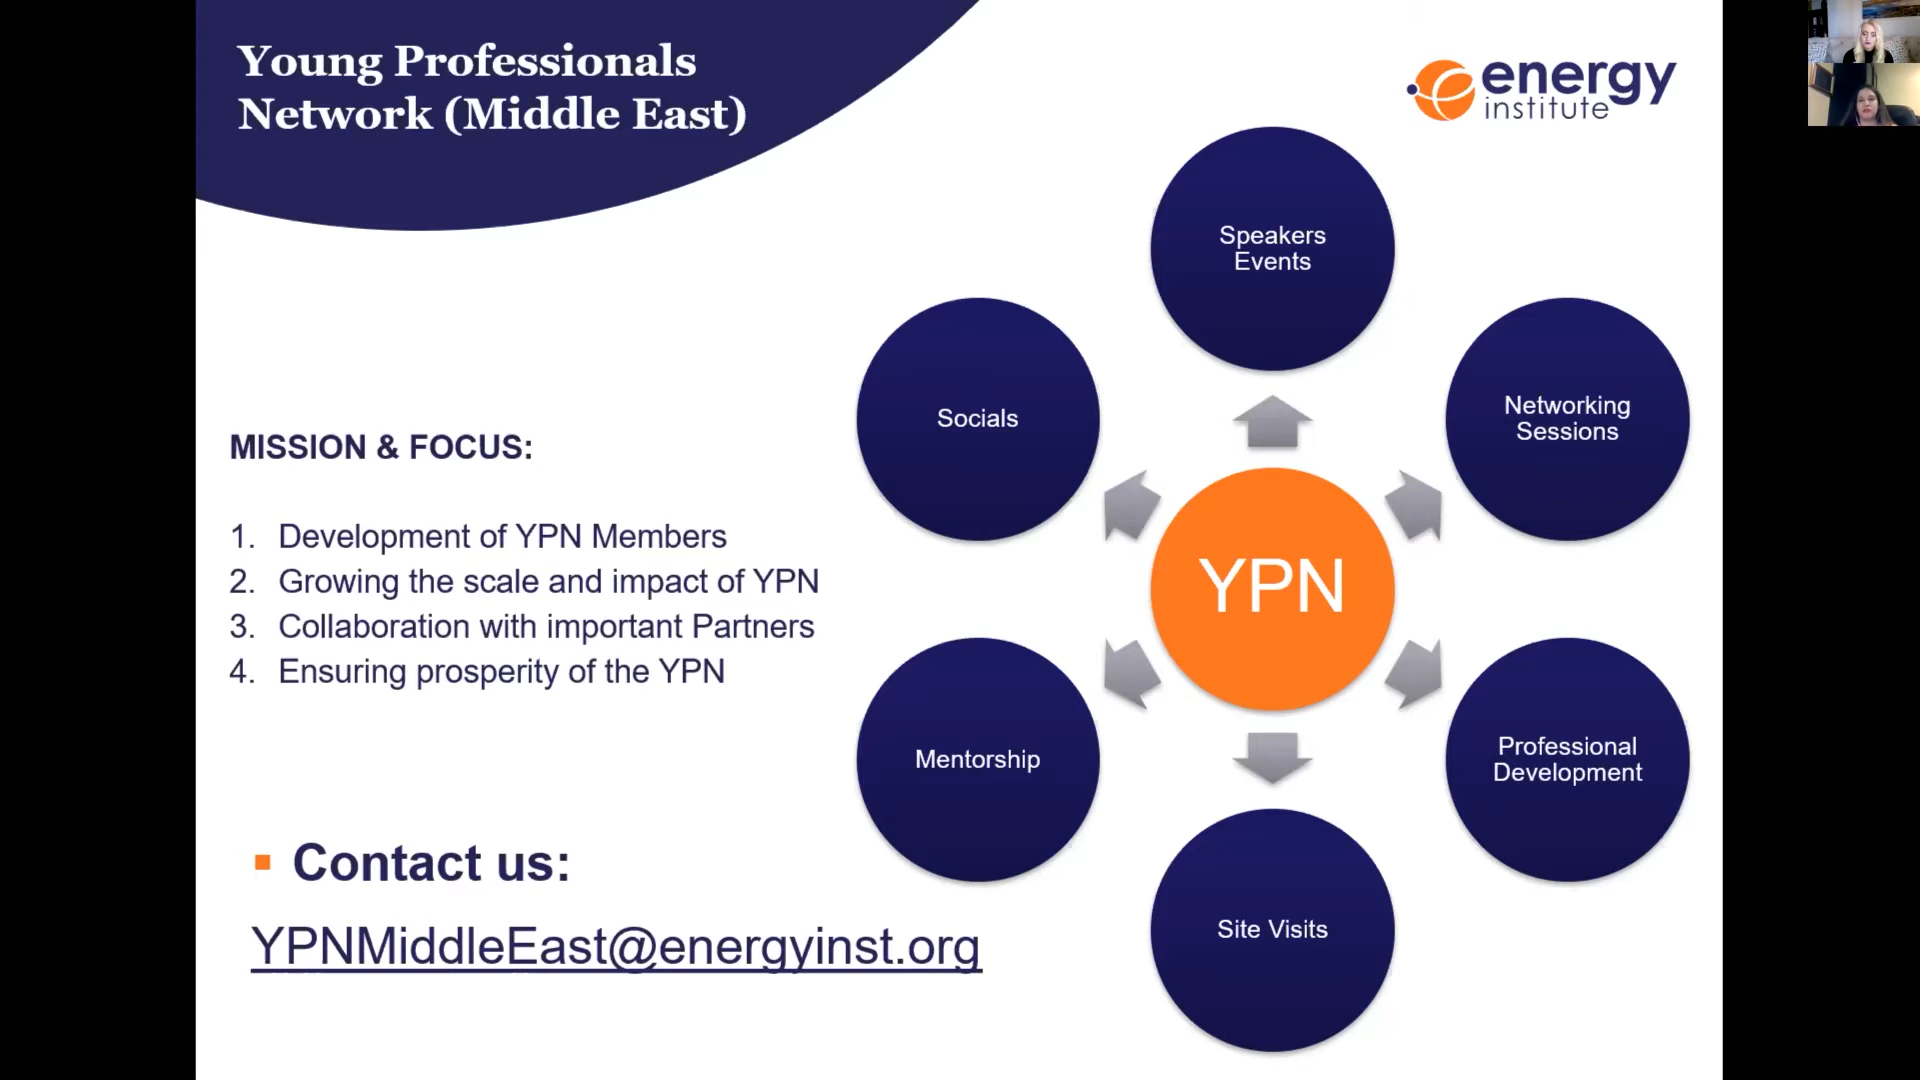 Young Professionals
Network (Middle East)
energy
institute
Speakers
Events
Socials
Networking
Sessions
MISSION & FOCUS:
1. Development of YPN Members
2. Growing the scale and impact of YPN
3. Collaboration with important Partners
4. Ensuring prosperity of the YPN
YPN
Mentorship
Professional
Development
Site Visits
Contact us:
YPNMiddleEast@energyinst.org